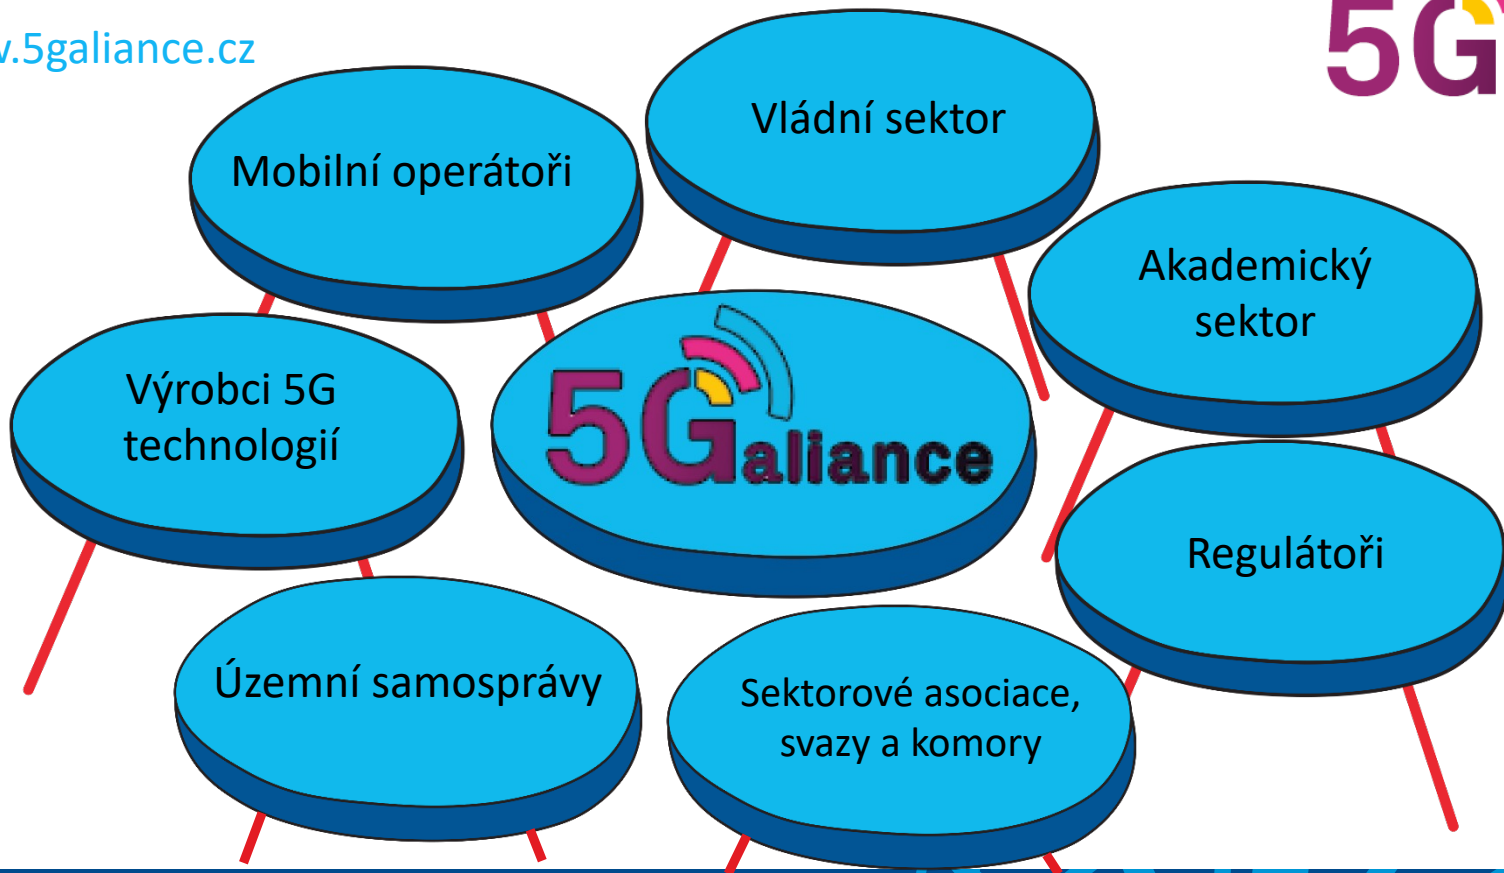 .5galiance.cz
5G
Vládní sektor
Mobilní operátoři
Akademický
sektor
Výrobci 5G
technologií
5Galiance
Regulátoři
Územní samosprávy
Sektorové asociace,
svazy a komory